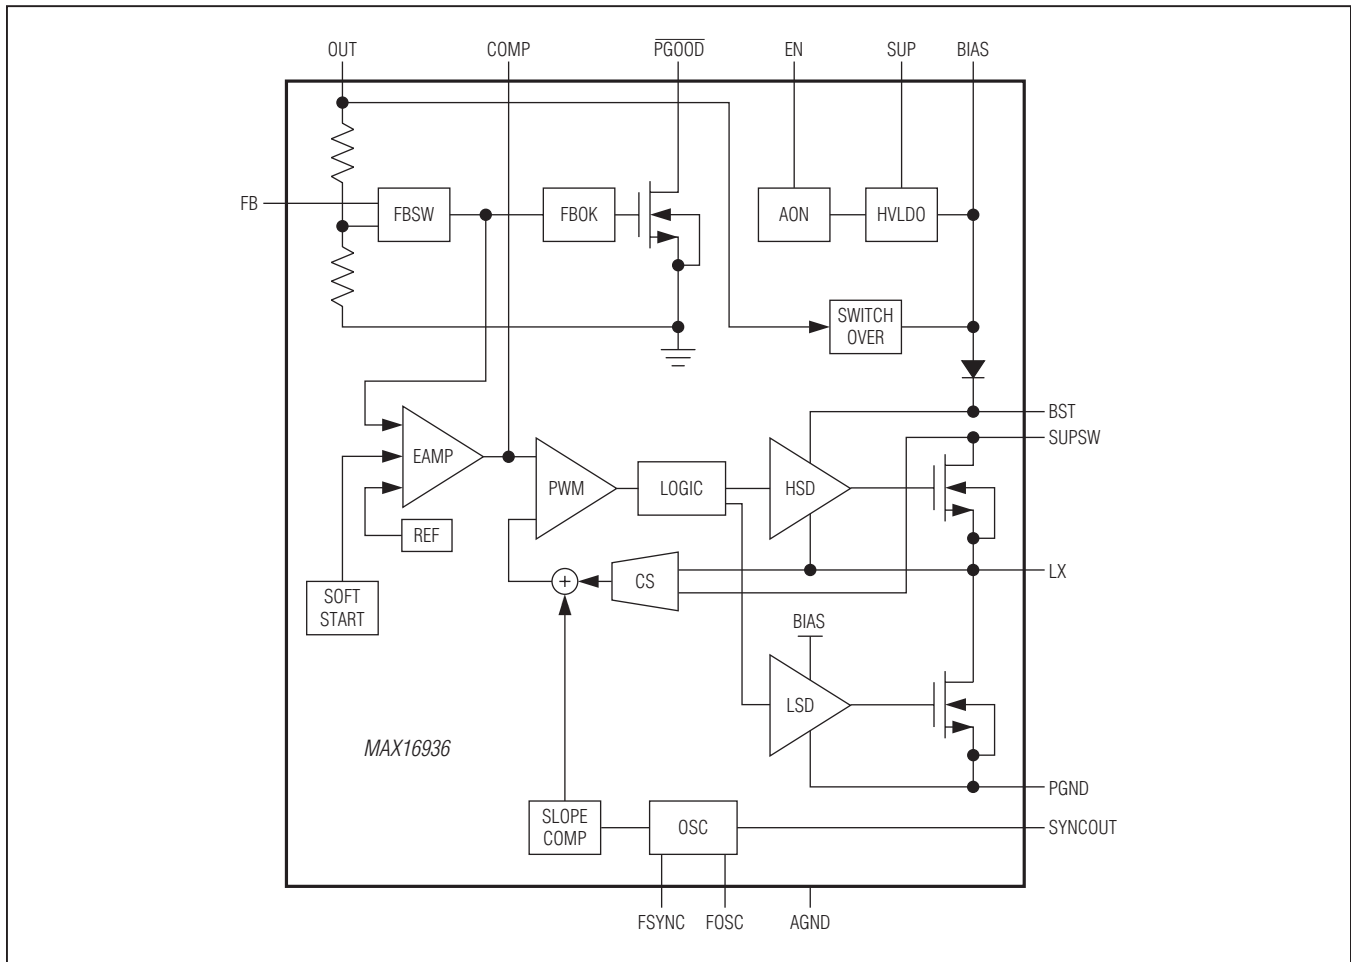 OUT
COMP
PGOOD
EN
SUP
BIAS
FB
FBSW
FBOK
AON
HVLDO
SWITCH
OVER
BST
SUPSW
EAMP
PWM
LOGIC
HSD
REF
SOFT
START
+
CS
LX
BIAS
LSD
MAX16936
PGND
SLOPE
COMP
OSC
SYNCOUT
FSYNC
FOSC
AGND